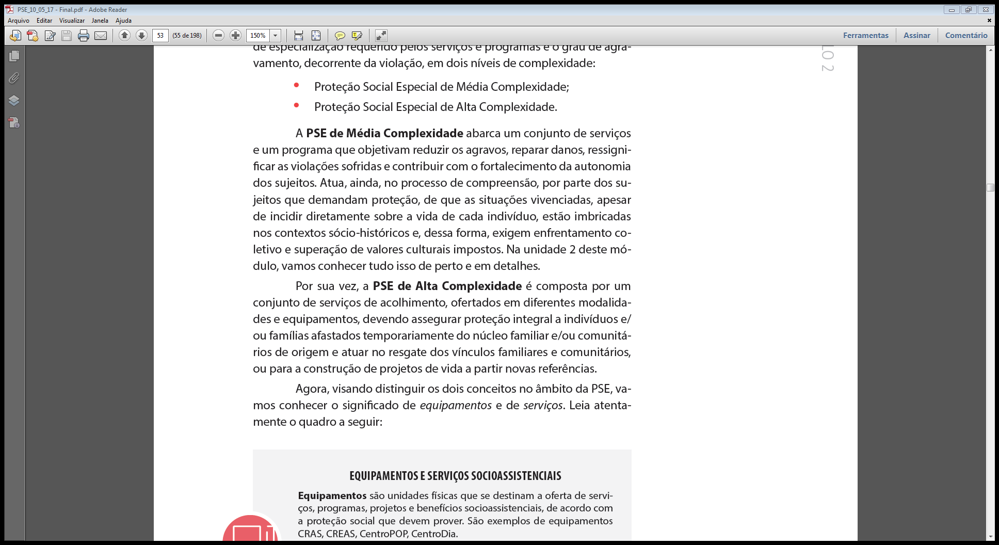 PSE_10_05_17 - Final.pdf - Adobe Reader
Arquivo Editar Visualizar Janela Ajuda
53 (55 de 198) 150% Ferramentas Assinar Comentário
de especialização requerido pelos serviços e programas e o grau de agra-
vamento, decorrente da violação, em dois níveis de complexidade:
LO 2
• Proteção Social Especial de Média Complexidade;
• Proteção Social Especial de Alta Complexidade.
A PSE de Média Complexidade abarca um conjunto de serviços
e um programa que objetivam reduzir os agravos, reparar danos, ressigni-
ficar as violações sofridas e contribuir com o fortalecimento da autonomia
dos sujeitos. Atua, ainda, no processo de compreensão, por parte dos su-
jeitos que demandam proteção, de que as situações vivenciadas, apesar
de incidir diretamente sobre a vida de cada indivíduo, estão imbricadas
nos contextos sócio-históricos e, dessa forma, exigem enfrentamento co-
letivo e superação de valores culturais impostos. Na unidade 2 deste mó-
dulo, vamos conhecer tudo isso de perto e em detalhes.
Por sua vez, a PSE de Alta Complexidade é composta por um
conjunto de serviços de acolhimento, ofertados em diferentes modalida-
des e equipamentos, devendo assegurar proteção integral a indivíduos e/
ou famílias afastados temporariamente do núcleo familiar e/ou comunitá-
rios de origem e atuar no resgate dos vínculos familiares e comunitários,
ou para a construção de projetos de vida a partir novas referências.
Agora, visando distinguir os dois conceitos no âmbito da PSE, va-
mos conhecer o significado de equipamentos e de serviços. Leia atenta-
mente o quadro a seguir:
EQUIPAMENTOS E SERVIÇOS SOCIOASSISTENCIAIS
Equipamentos são unidades físicas que se destinam a oferta de servi-
ços, programas, projetos e benefícios socioassistenciais, de acordo com
a proteção social que devem prover. São exemplos de equipamentos
CRAS, CREAS, CentroPOP, CentroDia.